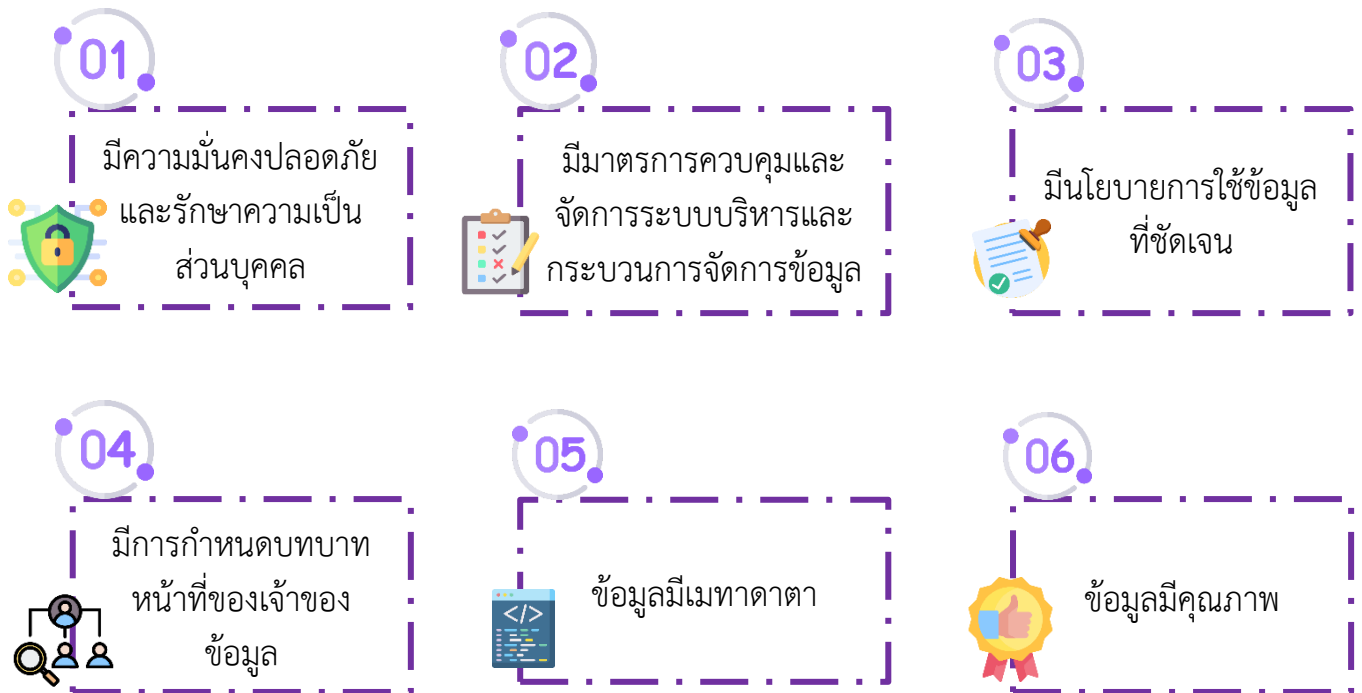 01
มีความมั่นคงปลอดภัย
และรักษาความเป็น
ส่วนบุคคล
02
มีมาตรการควบคุมและ
จัดการระบบบริหารและ
กระบวนการจัดการข้อมูล
03
มีนโยบายการใช้ข้อมูล
ที่ชัดเจน
04
มีการกำหนดบทบาท
หน้าที่ของเจ้าของ
ข้อมูล
05
ข้อมูลมีเมทาดาตา
</>
06
ข้อมูลมีคุณภาพ